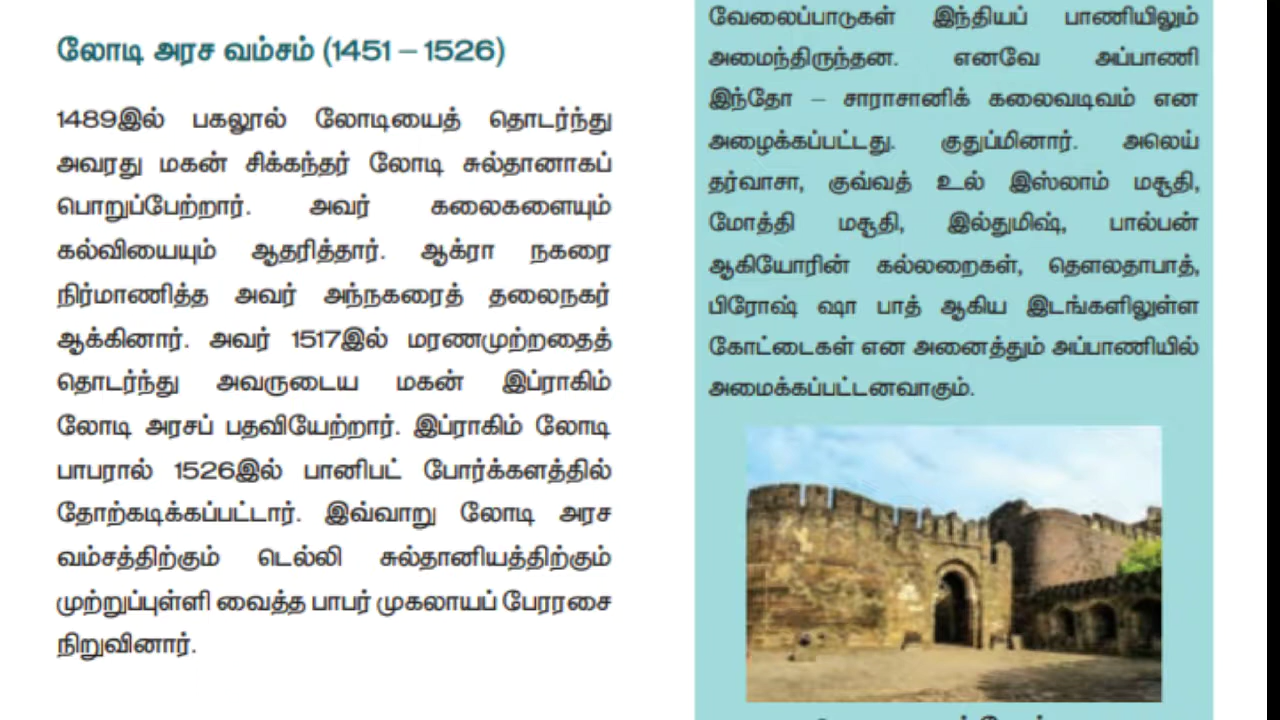 லோடி அரச வம்சம் (1451 – 1526)
1489இல் பகலூல் லோடியைத் தொடர்ந்து
அவரது மகன் சிக்கந்தர் லோடி சுல்தானாகப்
பொறுப்பேற்றார். அவர் கலைகளையும்
கல்வியையும் ஆதரித்தார். ஆக்ரா நகரை
நிர்மாணித்த அவர் அந்நகரைத் தலைநகர்
ஆக்கினார். அவர் 1517இல் மரணமுற்றதைத்
தொடர்ந்து அவருடைய மகன் இப்ராகிம்
லோடி அரசப் பதவியேற்றார். இப்ராகிம் லோடி
பாபரால் 1526இல் பானிபட் போர்க்களத்தில்
தோற்கடிக்கப்பட்டார். இவ்வாறு லோடி அரச
வம்சத்திற்கும் டெல்லி சுல்தானியத்திற்கும்
முற்றுப்புள்ளி வைத்த பாபர் முகலாயப் பேரரசை
நிறுவினார்.
வேலைப்பாடுகள் இந்தியப் பாணியிலும்
அமைந்திருந்தன. எனவே அப்பாணி
இந்தோ – சாராசானிக் கலைவடிவம் என
அழைக்கப்பட்டது. குதுப்மினார். அலெய்
தர்வாசா, குவ்வத் உல் இஸ்லாம் மசூதி,
மோத்தி மசூதி, இல்துமிஷ், பால்பன்
ஆகியோரின் கல்லறைகள், தௌலதாபாத்,
பிரோஷ் ஷா பாத் ஆகிய இடங்களிலுள்ள
கோட்டைகள் என அனைத்தும் அப்பாணியில்
அமைக்கப்பட்டனவாகும்.